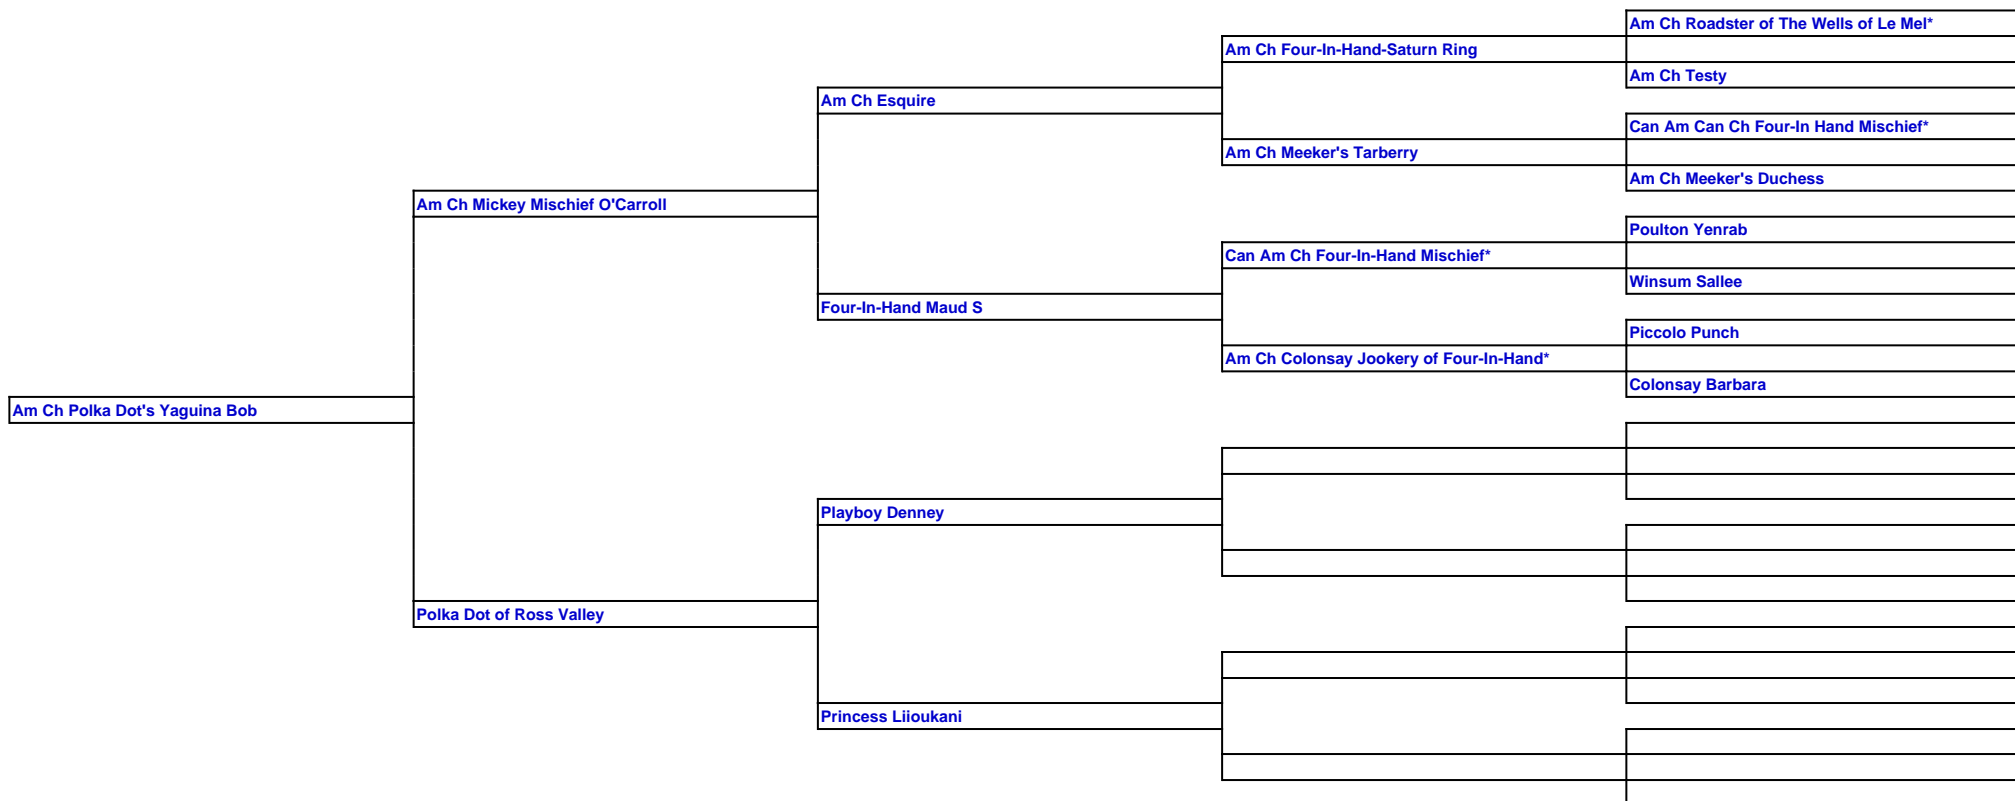 Am Ch Roadster of The Wells of Le Mel*
Am Ch Four-In-Hand-Saturn Ring
Am Ch Testy
Am Ch Esquire
Can Am Can Ch Four-In Hand Mischief*
Am Ch Meeker's Tarberry
Am Ch Meeker's Duchess
Am Ch Mickey Mischief O'Carroll
Poulton Yenrab
Can Am Ch Four-In-Hand Mischief*
Winsum Sallee
Four-In-Hand Maud S
Piccolo Punch
Am Ch Colonsay Jookery of Four-In-Hand*
Colonsay Barbara
Am Ch Polka Dot's Yaguina Bob
Playboy Denney
Polka Dot of Ross Valley
Princess Liioukani